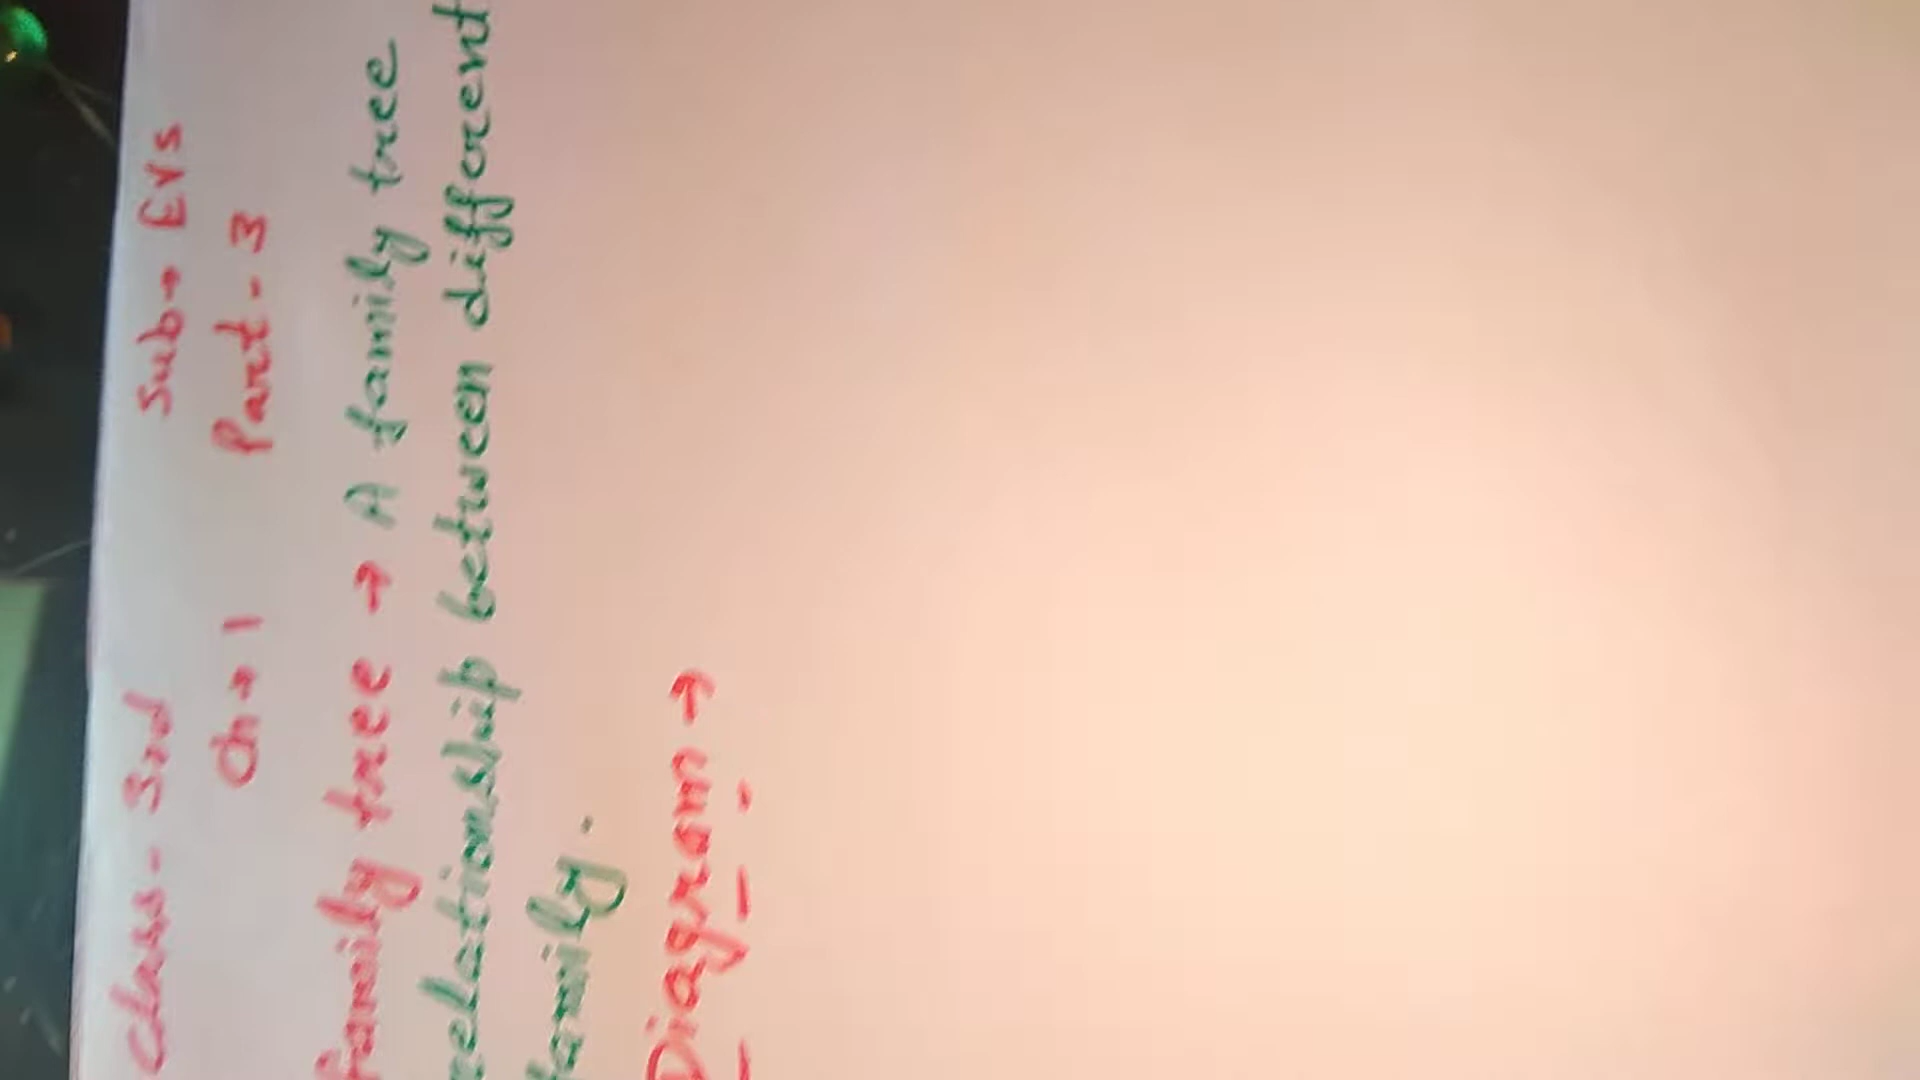 Class - 3rd Sub → EVS
Ch → 1 Part - 3
family tree → A family tree
relationship between different
family.
Diagram →